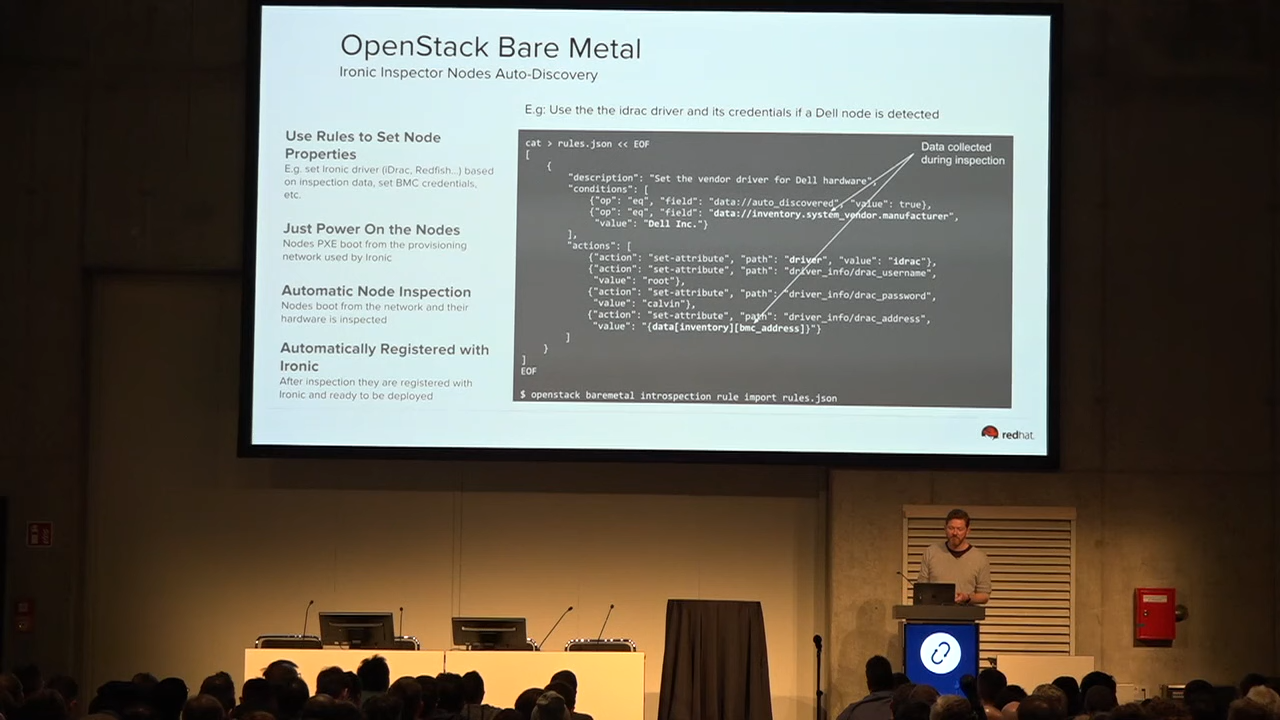 OpenStack Bare Metal
Ironic Inspector Nodes Auto-Discovery
E.g: Use the the idrac driver and its credentials if a Dell node is detected
Use Rules to Set Node
Properties
E.g. set Ironic driver (iDrac, Redfish...) based
on inspection data, set BMC credentials,
etc.
Just Power On the Nodes
Nodes PXE boot from the provisioning
network used by Ironic
Automatic Node Inspection
Nodes boot from the network and their
hardware is inspected
Automatically Registered with
Ironic
After inspection they are registered with
Ironic and ready to be deployed
cat > rules.json << EOF
[
{
"description": "Set the vendor driver for Dell hardware",
"conditions": [
{"op": "eq", "field": "data://auto_discovered", "value": true},
{"op": "eq", "field": "data://inventory.system_vendor.manufacturer",
"value": "Dell Inc."}
],
"actions": [
{"action": "set-attribute", "path": "driver", "value": "idrac"},
{"action": "set-attribute", "path": "driver_info/drac_username",
"value": "root"},
{"action": "set-attribute", "path": "driver_info/drac_password",
"value": "calvin"},
{"action": "set-attribute", "path": "driver_info/drac_address",
"value": "{data[inventory][bmc_address]}"}
]
}
]
EOF
$ openstack baremetal introspection rule import rules.json
Data collected
during inspection
redhat.